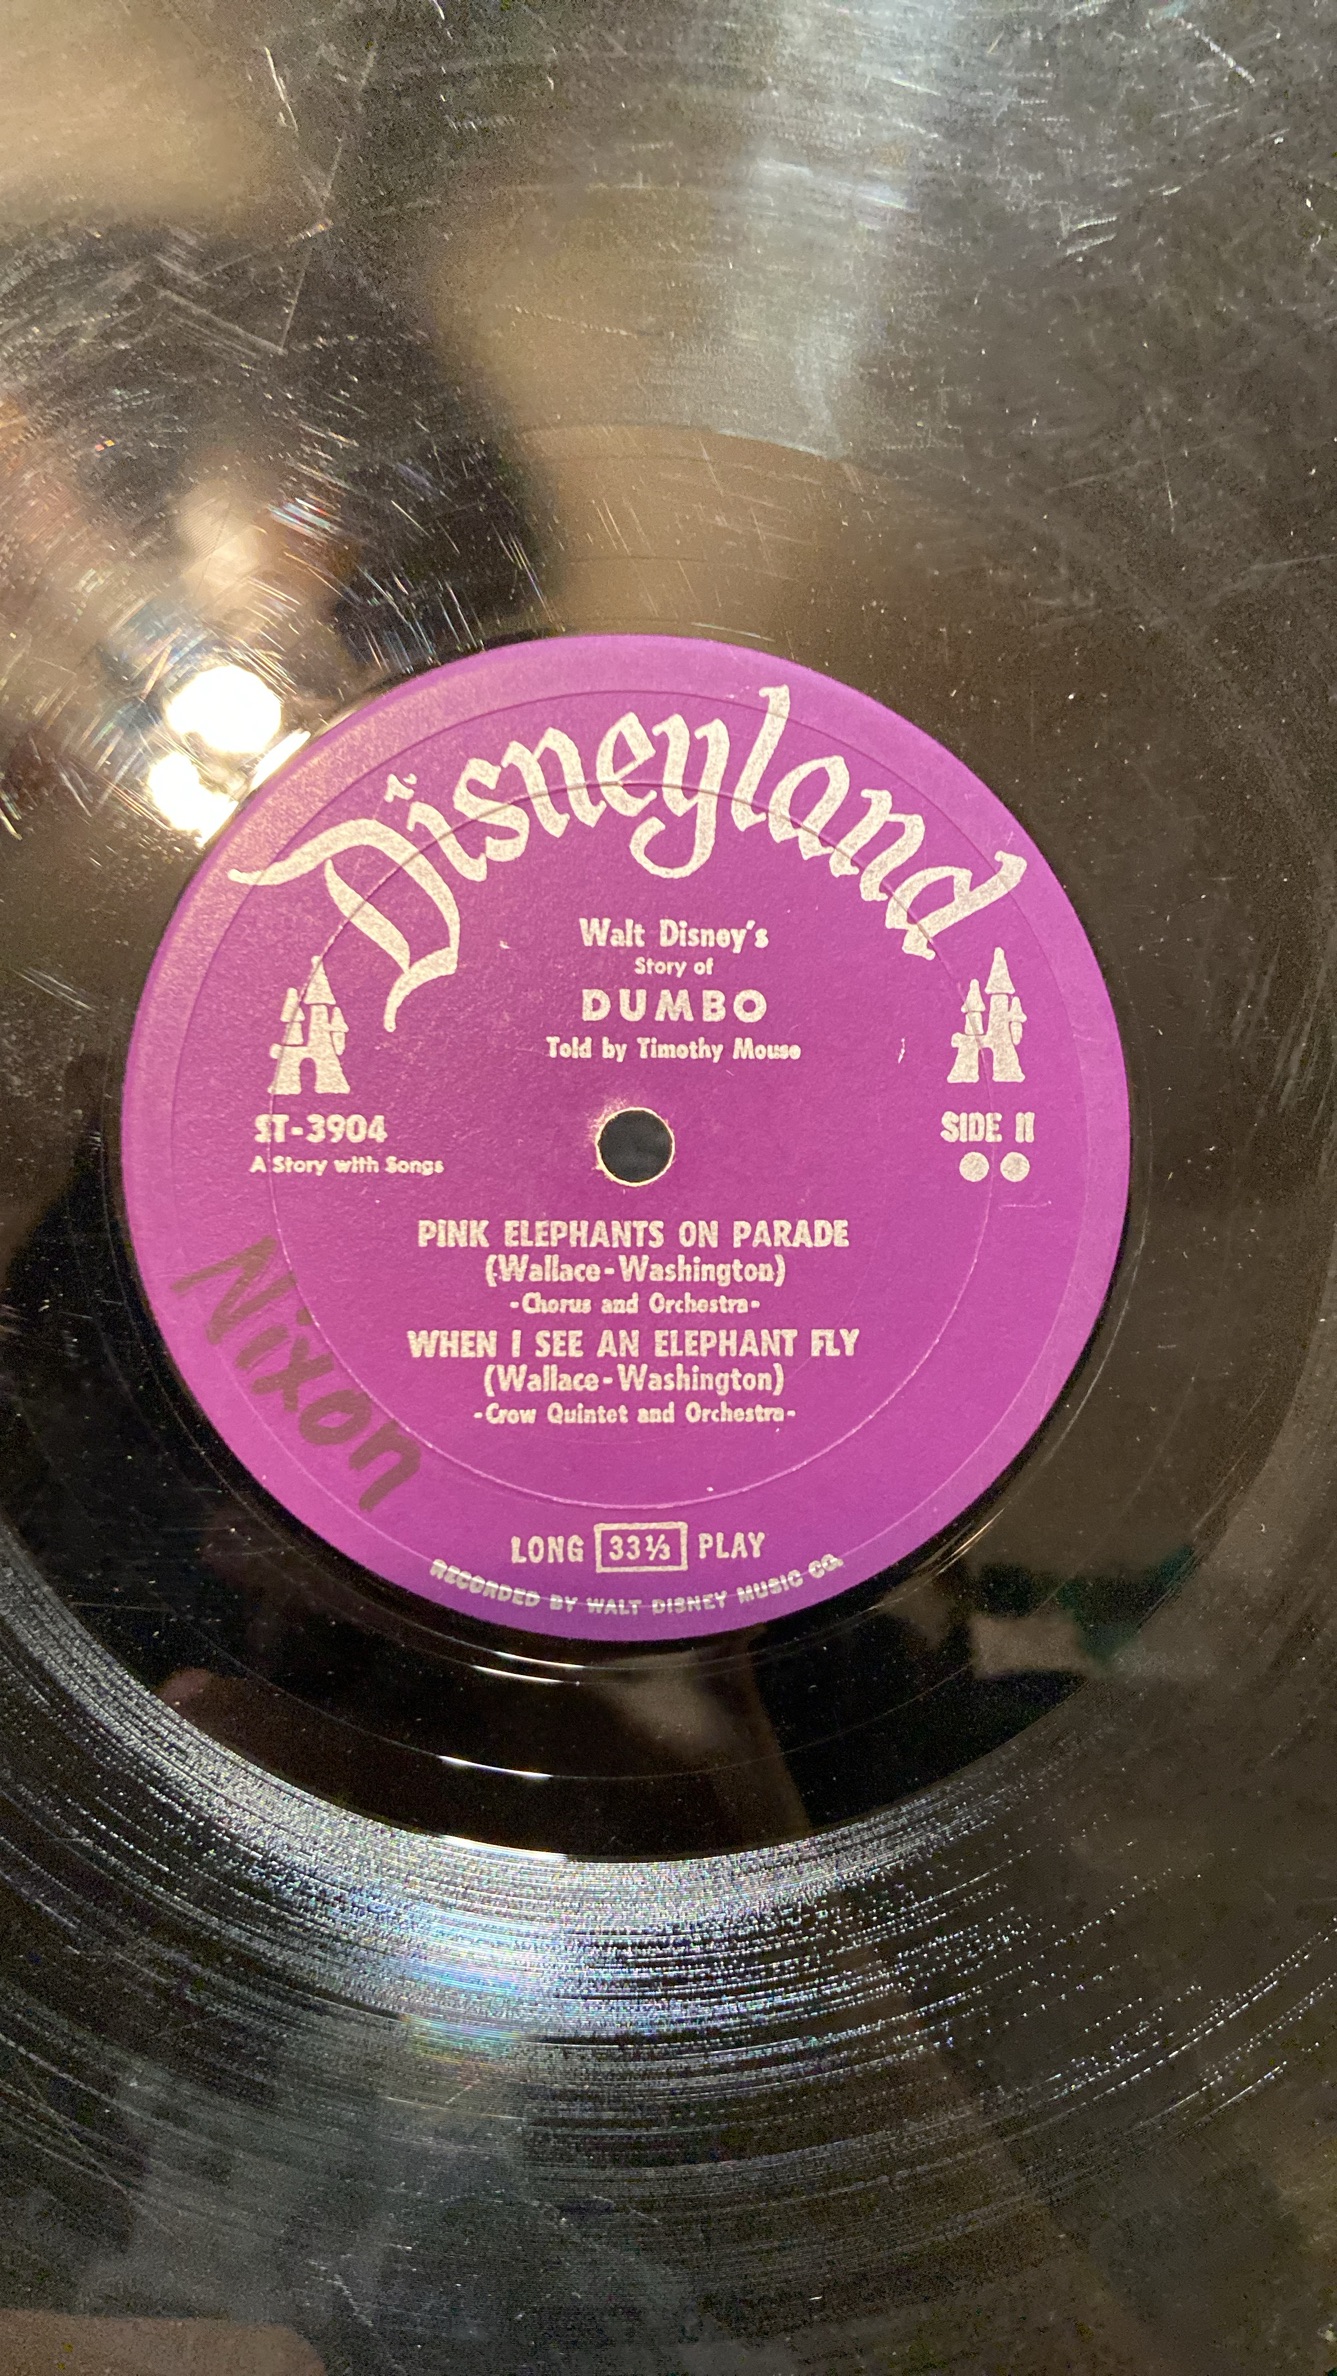 Disneyland
Walt Disney's
Story of
DUMBO
Told by Timothy Mouse
ST-3904
A Story with Songs
SIDE II
PINK ELEPHANTS ON PARADE
(Wallace-Washington)
-Chorus and Orchestra-
WHEN I SEE AN ELEPHANT FLY
(Wallace-Washington)
-Crow Quintet and Orchestra-
Nixon
LONG 33⅓ PLAY
RECORDED BY WALT DISNEY MUSIC CO.